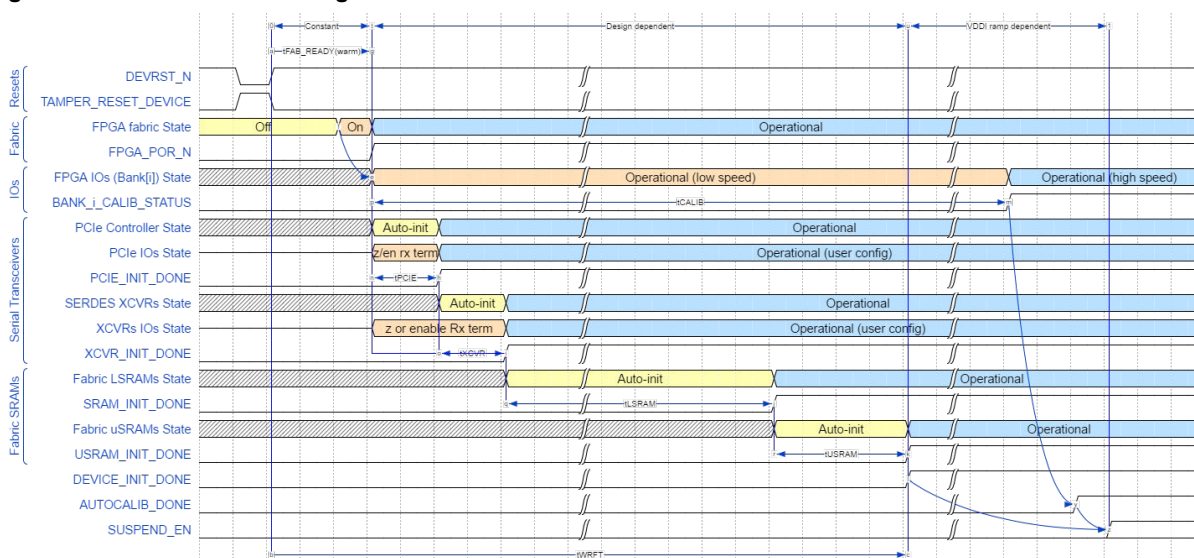 Constant
Design dependent
VDDI ramp dependent
tFAB_READY(warm)
Resets
DEVRST_N
TAMPER_RESET_DEVICE
Fabric
FPGA fabric State
Off
On
Operational
FPGA_POR_N
IOs
FPGA IOs (Bank[i]) State
Operational (low speed)
Operational (high speed)
BANK_i_CALIB_STATUS
tCALIB
Serial Transceivers
PCIe Controller State
Auto-init
Operational
PCIe IOs State
z/en rx term
Operational (user config)
PCIE_INIT_DONE
tPCIE
SERDES XCVRs State
Auto-init
Operational
XCVRs IOs State
z or enable Rx term
Operational (user config)
XCVR_INIT_DONE
tXCVR
Fabric SRAMs
Fabric LSRAMs State
Auto-init
Operational
SRAM_INIT_DONE
tLSRAM
Fabric uSRAMs State
Auto-init
Operational
USRAM_INIT_DONE
tUSRAM
DEVICE_INIT_DONE
AUTOCALIB_DONE
SUSPEND_EN
tWRFT